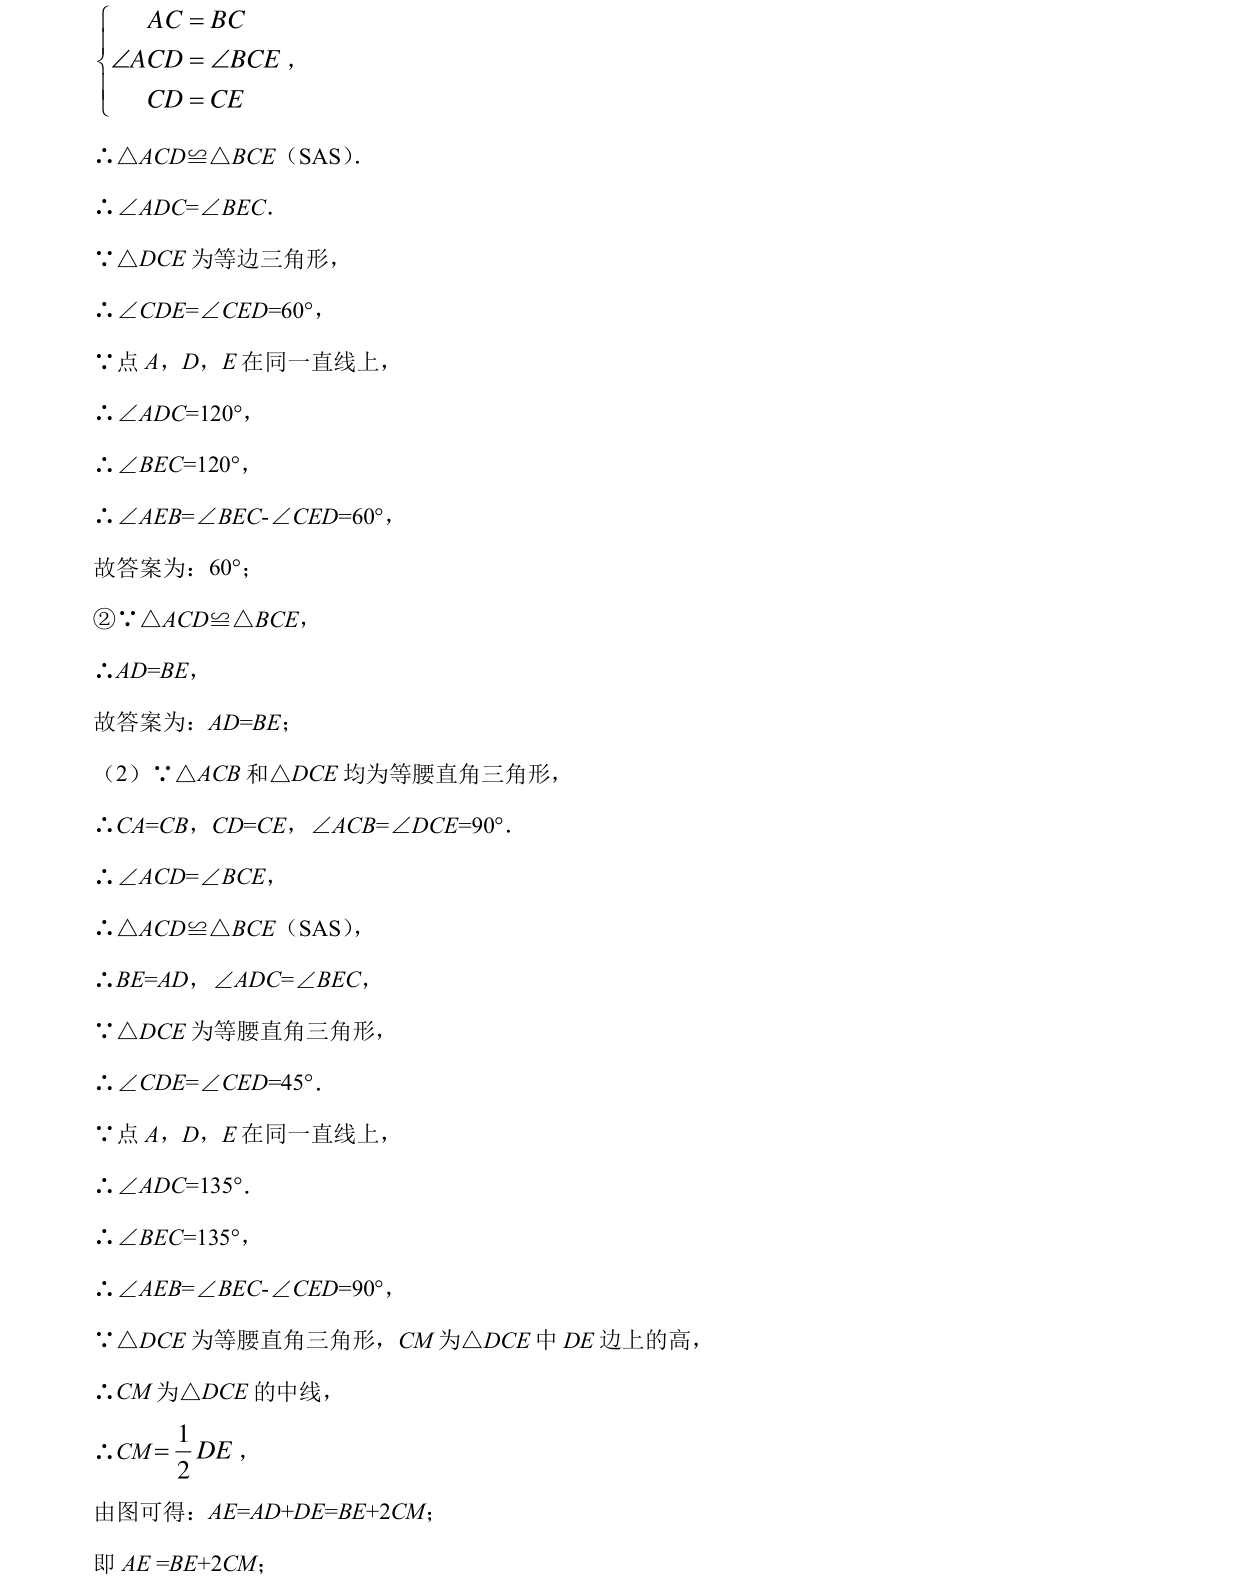 AC = BC
∠ACD = ∠BCE，
CD = CE
∴△ACD≌△BCE（SAS）．
∴∠ADC=∠BEC．
∵△DCE 为等边三角形，
∴∠CDE=∠CED=60°，
∵点 A，D，E 在同一直线上，
∴∠ADC=120°，
∴∠BEC=120°，
∴∠AEB=∠BEC-∠CED=60°，
故答案为：60°；
②∵△ACD≌△BCE，
∴AD=BE，
故答案为：AD=BE；
（2）∵△ACB 和△DCE 均为等腰直角三角形，
∴CA=CB，CD=CE，∠ACB=∠DCE=90°．
∴∠ACD=∠BCE，
∴△ACD≌△BCE（SAS），
∴BE=AD，∠ADC=∠BEC，
∵△DCE 为等腰直角三角形，
∴∠CDE=∠CED=45°．
∵点 A，D，E 在同一直线上，
∴∠ADC=135°．
∴∠BEC=135°，
∴∠AEB=∠BEC-∠CED=90°，
∵△DCE 为等腰直角三角形，CM 为△DCE 中 DE 边上的高，
∴CM 为△DCE 的中线，
∴CM=1/2 DE，
由图可得：AE=AD+DE=BE+2CM；
即 AE =BE+2CM；